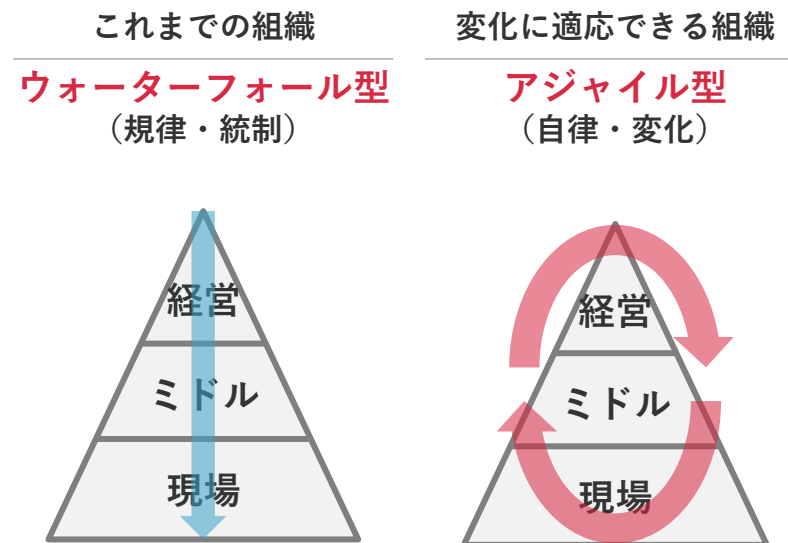 これまでの組織
ウォーターフォール型
（規律・統制）
経営
ミドル
現場
変化に適応できる組織
アジャイル型
（自律・変化）
経営
ミドル
現場